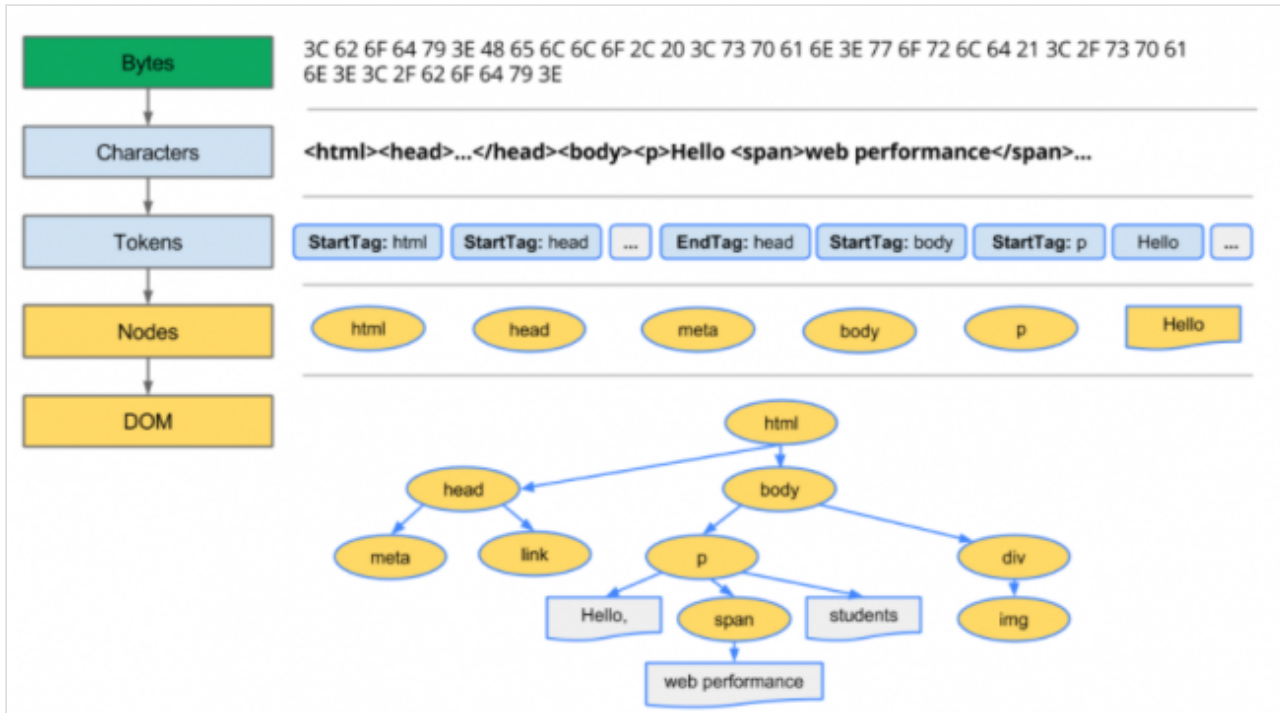 Bytes
3C 62 6F 64 79 3E 48 65 6C 6C 6F 2C 20 3C 73 70 61 6E 3E 77 6F 72 6C 64 21 3C 2F 73 70 61
6E 3E 3C 2F 62 6F 64 79 3E
Characters
<html><head>...</head><body><p>Hello <span>web performance</span>...
Tokens
StartTag: html StartTag: head ... EndTag: head StartTag: body StartTag: p Hello ...
Nodes
html head meta body p Hello
DOM
html
head body
meta link p div
Hello, span students img
web performance